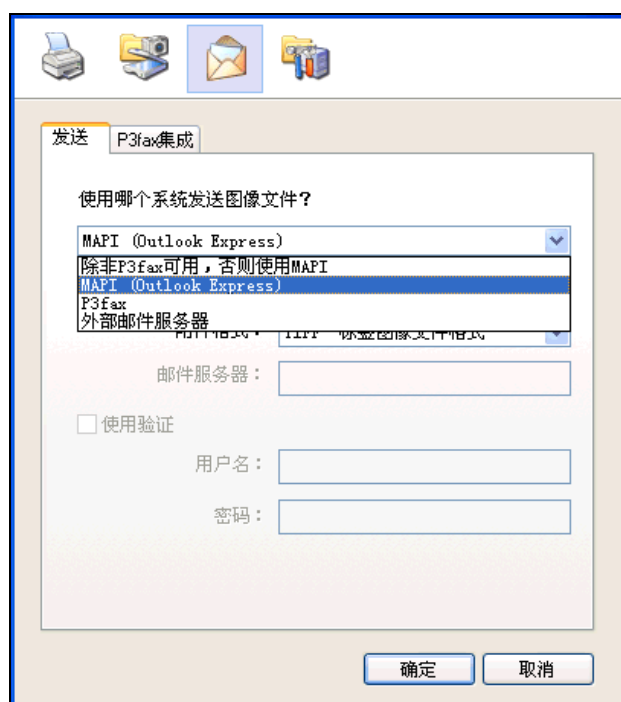 发送
P3fax集成
使用哪个系统发送图像文件?
MAPI (Outlook Express)
除非P3fax可用，否则使用MAPI
MAPI (Outlook Express)
P3fax
外部邮件服务器
邮件服务器：
使用验证
用户名：
密码：
确定
取消